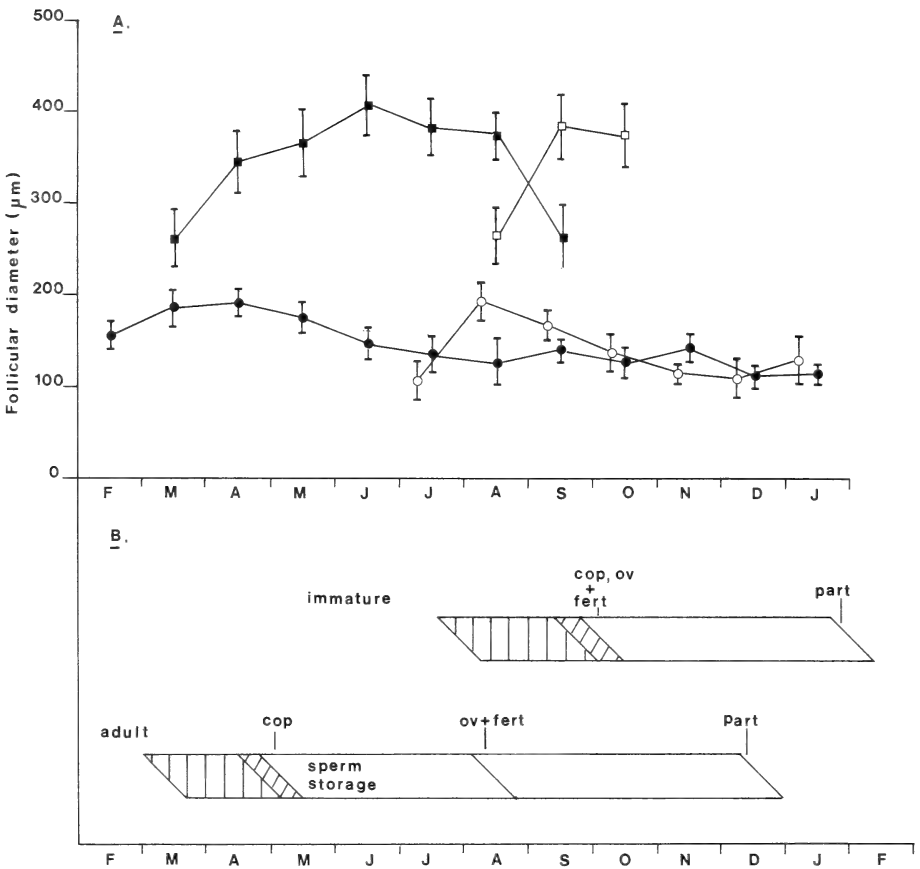 A.
500
400
300
200
100
0
Follicular diameter (μm)
F M A M J J A S O N D J
B.
immature
cop, ov
+
fert
part
adult
cop
ov+fert
Part
sperm
storage
F M A M J J A S O N D J F